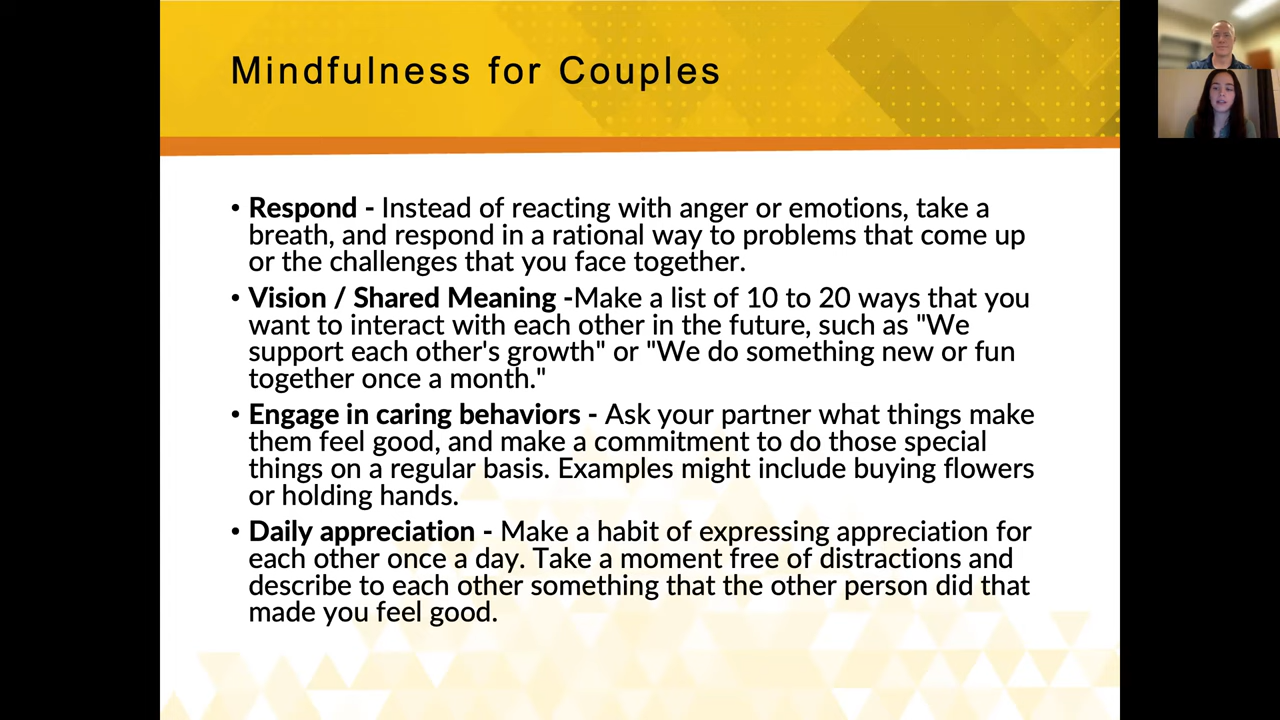 Mindfulness for Couples
• Respond - Instead of reacting with anger or emotions, take a
breath, and respond in a rational way to problems that come up
or the challenges that you face together.
• Vision / Shared Meaning -Make a list of 10 to 20 ways that you
want to interact with each other in the future, such as "We
support each other's growth" or "We do something new or fun
together once a month."
• Engage in caring behaviors - Ask your partner what things make
them feel good, and make a commitment to do those special
things on a regular basis. Examples might include buying flowers
or holding hands.
• Daily appreciation - Make a habit of expressing appreciation for
each other once a day. Take a moment free of distractions and
describe to each other something that the other person did that
made you feel good.